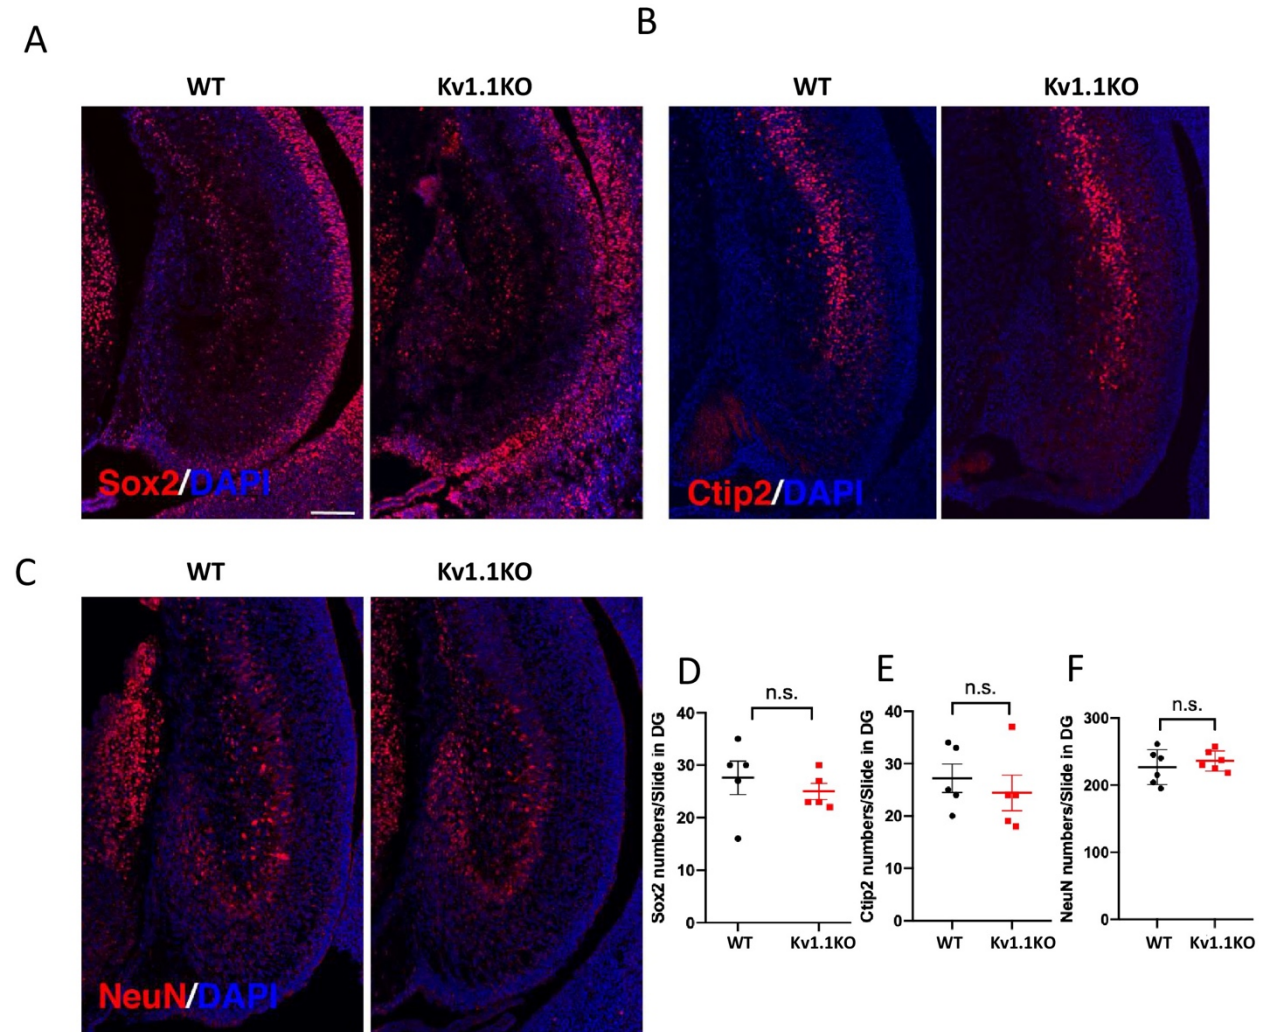 A
B
WT Kv1.1KO
WT Kv1.1KO
Sox2/DAPI
Ctip2/DAPI
C
WT Kv1.1KO
NeuN/DAPI
D
n.s.
Sox2 numbers/Slide in DG
40
30
20
10
0
WT Kv1.1KO
E
n.s.
Ctip2 numbers/Slide in DG
40
30
20
10
0
WT Kv1.1KO
F
n.s.
NeuN numbers/Slide in DG
300
200
100
0
WT Kv1.1KO